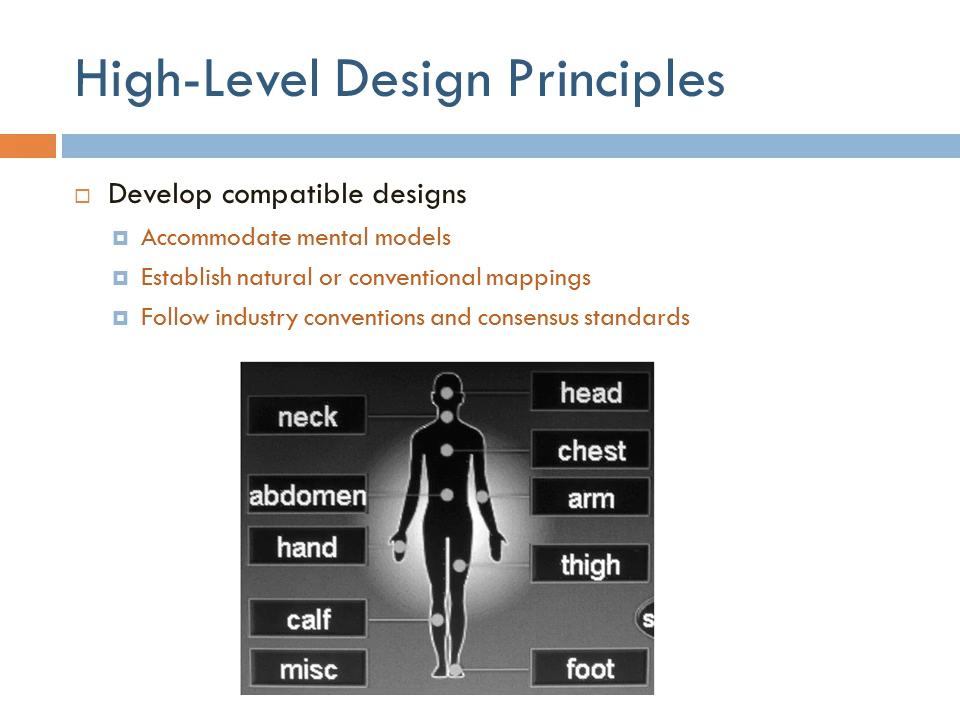 High-Level Design Principles
Develop compatible designs
Accommodate mental models
Establish natural or conventional mappings
Follow industry conventions and consensus standards
head
neck
chest
abdomen
arm
hand
thigh
calf
s
misc
foot